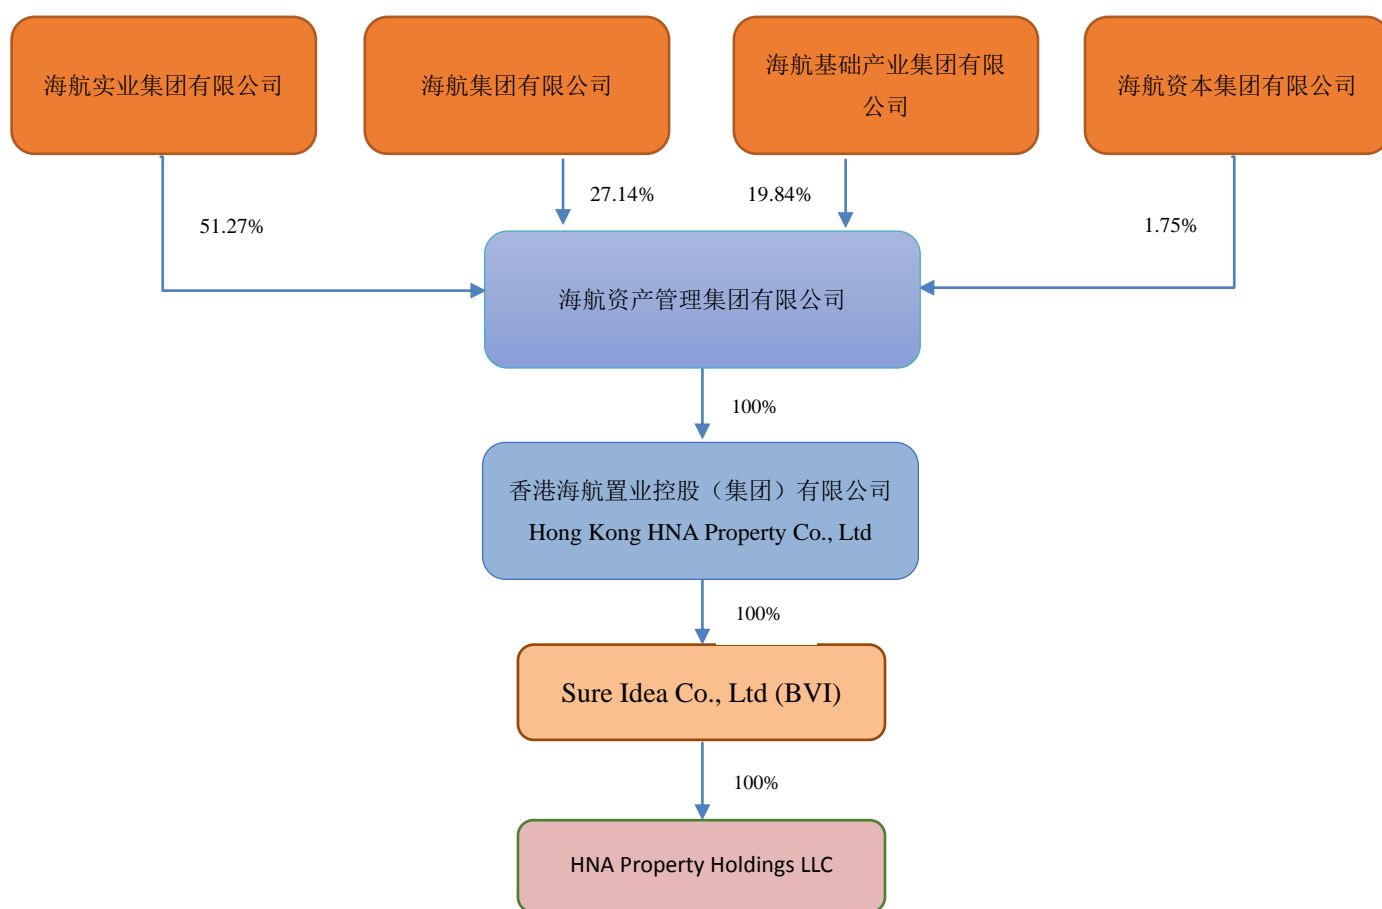 海航实业集团有限公司
海航集团有限公司
海航基础产业集团有限
公司
海航资本集团有限公司
51.27%
27.14%
19.84%
1.75%
海航资产管理集团有限公司
100%
香港海航置业控股（集团）有限公司
Hong Kong HNA Property Co., Ltd
100%
Sure Idea Co., Ltd (BVI)
100%
HNA Property Holdings LLC